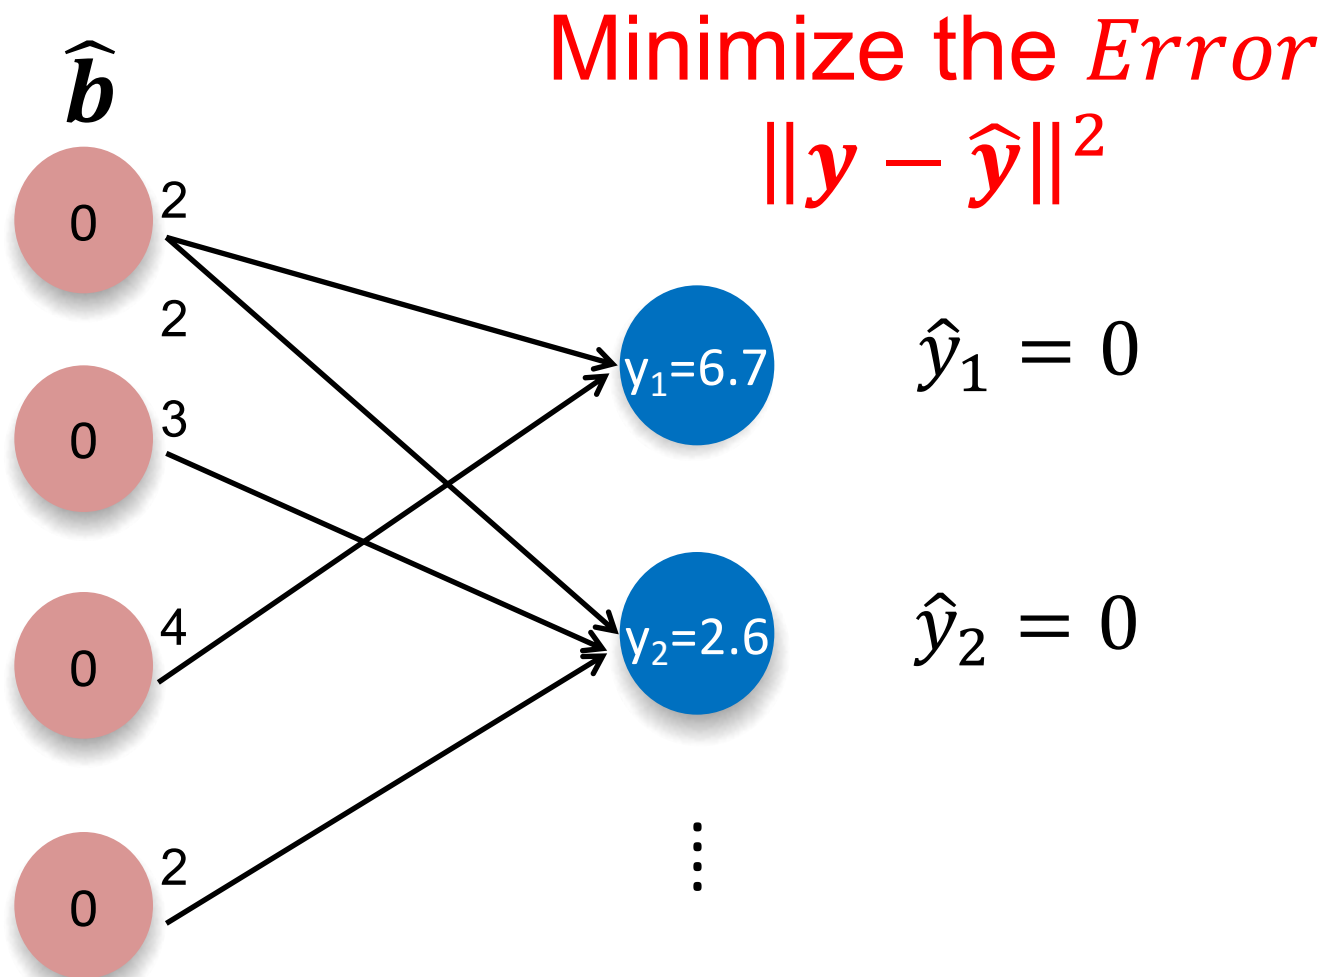 Minimize the Error
‖y − ŷ‖²
b̂
0
2
2
0
3
0
4
0
2
y₁=6.7
ŷ₁ = 0
y₂=2.6
ŷ₂ = 0
⋮